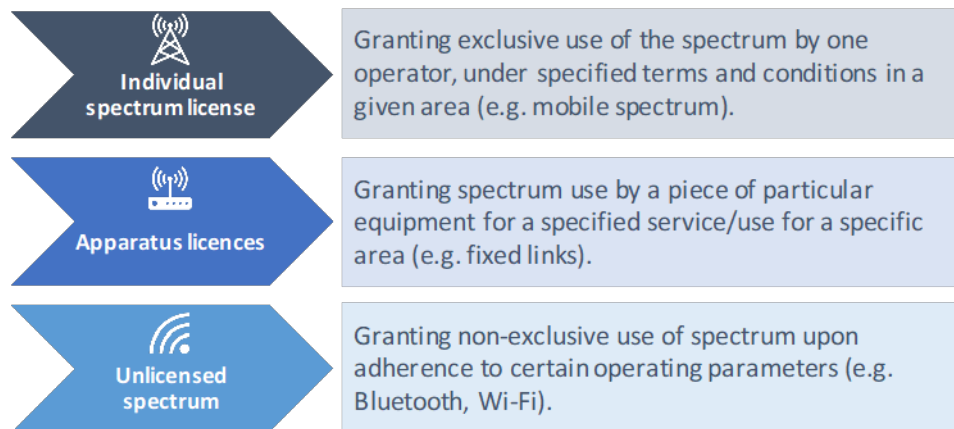 Individual
spectrum license
Granting exclusive use of the spectrum by one
operator, under specified terms and conditions in a
given area (e.g. mobile spectrum).
Apparatus licences
Granting spectrum use by a piece of particular
equipment for a specified service/use for a specific
area (e.g. fixed links).
Unlicensed
spectrum
Granting non-exclusive use of spectrum upon
adherence to certain operating parameters (e.g.
Bluetooth, Wi-Fi).